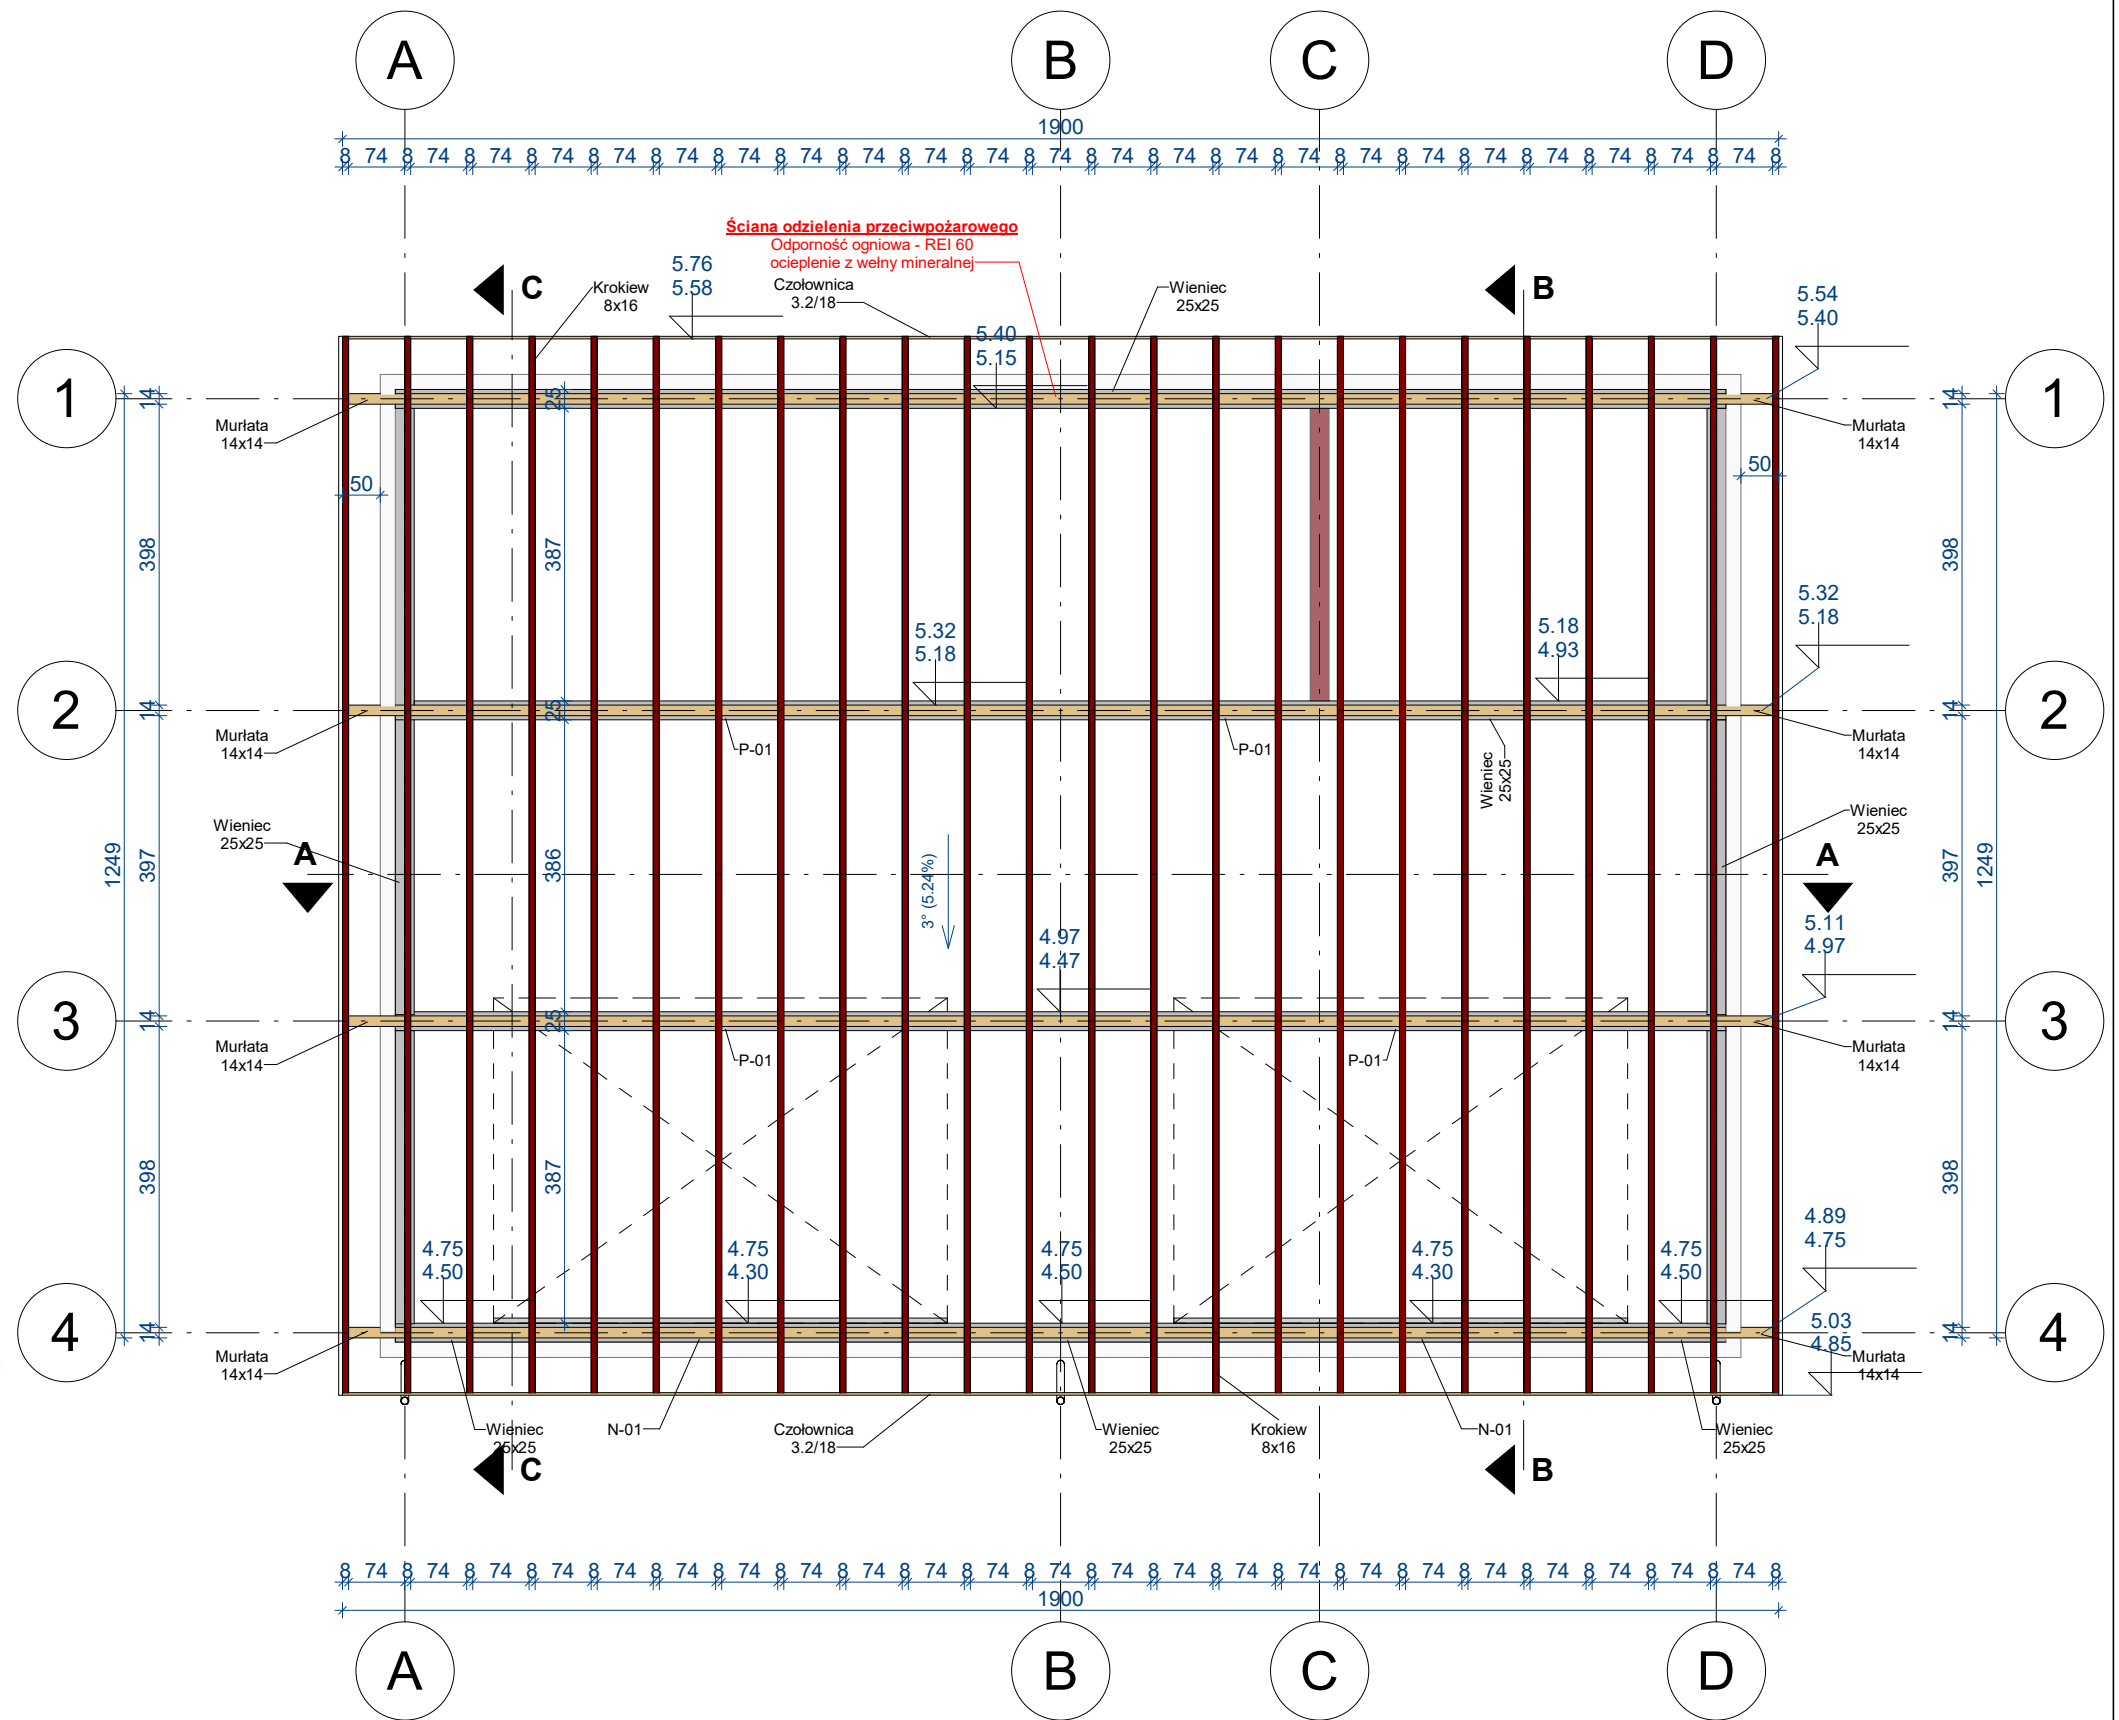 A B C D
1900
8 74 8 74 8 74 8 74 8 74 8 74 8 74 8 74 8 74 8 74 8 74 8 74 8 74 8 74 8 74 8 74 8 74 8 74 8 74 8 74 8 74 8 74 8 74 8
Ściana odzielenia przeciwpożarowego
Odporność ogniowa - REI 60
ocieplenie z wełny mineralnej
5.76
5.58
C
Krokiew
8x16
Czołownica
3.2/18
Wieniec
25x25
B
5.54
5.40
5.40
5.15
1
14
25
14
1
Murłata
14x14
Murłata
14x14
50
50
398
387
398
5.32
5.18
5.32
5.18
5.18
4.93
2
14
25
14
2
Murłata
14x14
P-01
P-01
Wieniec
25x25
Murłata
14x14
Wieniec
25x25
Wieniec
25x25
A
A
1249
397
386
3° (5.24%)
397
1249
4.97
4.47
5.11
4.97
3
14
25
14
3
Murłata
14x14
P-01
P-01
Murłata
14x14
398
387
398
4.75
4.50
4.75
4.30
4.75
4.50
4.75
4.30
4.75
4.50
4.89
4.75
4
14
14
4
5.03
4.85
Murłata
14x14
Murłata
14x14
Wieniec
25x25
N-01
Czołownica
3.2/18
Wieniec
25x25
Krokiew
8x16
N-01
Wieniec
25x25
C
B
8 74 8 74 8 74 8 74 8 74 8 74 8 74 8 74 8 74 8 74 8 74 8 74 8 74 8 74 8 74 8 74 8 74 8 74 8 74 8 74 8 74 8 74 8 74 8
1900
A B C D